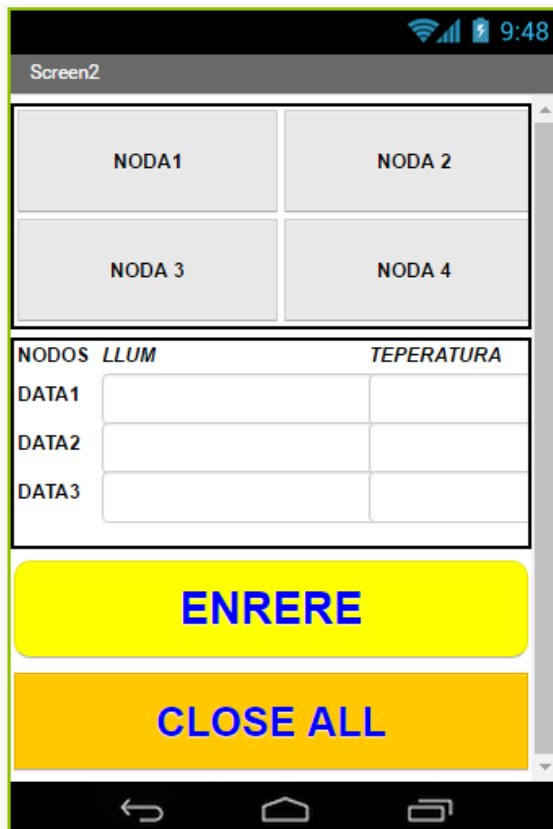 9:48
Screen2
NODA1 NODA 2
NODA 3 NODA 4
NODOS LLUM TEPERATURA
DATA1
DATA2
DATA3
ENRERE
CLOSE ALL